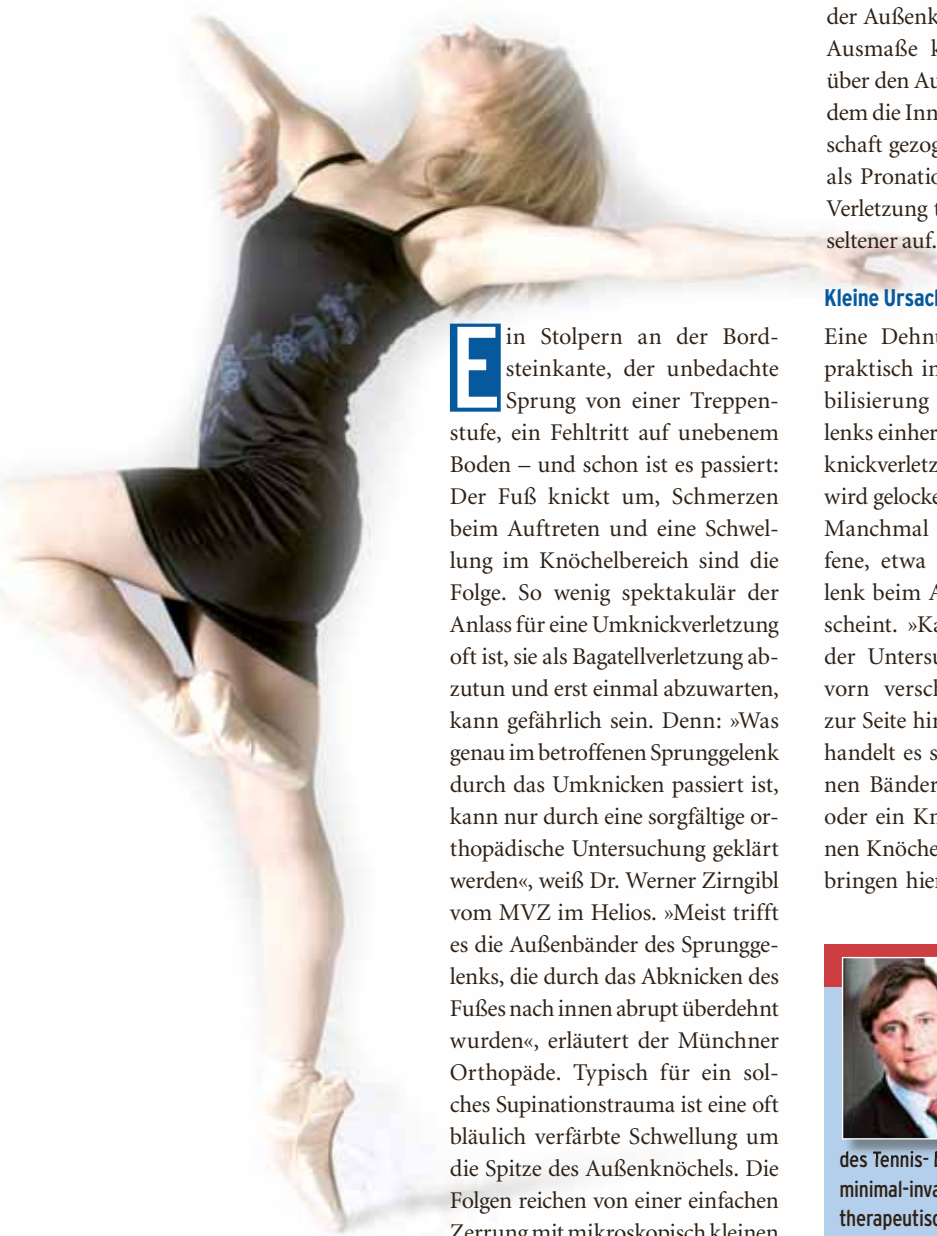 Ein Stolpern an der Bord-
steinkante, der unbedachte
Sprung von einer Treppen-
stufe, ein Fehltritt auf unebenem
Boden – und schon ist es passiert:
Der Fuß knickt um, Schmerzen
beim Auftreten und eine Schwel-
lung im Knöchelbereich sind die
Folge. So wenig spektakulär der
Anlass für eine Umknickverletzung
oft ist, sie als Bagatellverletzung ab-
zutun und erst einmal abzuwarten,
kann gefährlich sein. Denn: »Was
genau im betroffenen Sprunggelenk
durch das Umknicken passiert ist,
kann nur durch eine sorgfältige or-
thopädische Untersuchung geklärt
werden«, weiß Dr. Werner Zirngibl
vom MVZ im Helios. »Meist trifft
es die Außenbänder des Sprungge-
lenks, die durch das Abknicken des
Fußes nach innen abrupt überdehnt
wurden«, erläutert der Münchner
Orthopäde. Typisch für ein sol-
ches Supinationstrauma ist eine oft
bläulich verfärbte Schwellung um
die Spitze des Außenknöchels. Die
Folgen reichen von einer einfachen
Zerrung mit mikroskopisch kleinen
der Außenk
Ausmaße k
über den Au
dem die Inn
schaft gezog
als Pronatio
Verletzung t
seltener auf.
Kleine Ursach
Eine Dehnu
praktisch in
bilisierung
lenks einher
knickverletz
wird gelocke
Manchmal
fene, etwa
lenk beim A
scheint. »Ka
der Untersu
vorn versch
zur Seite hin
handelt es s
nen Bänder
oder ein Kn
nen Knöche
bringen hier
des Tennis-
minimal-inva
therapeutisc